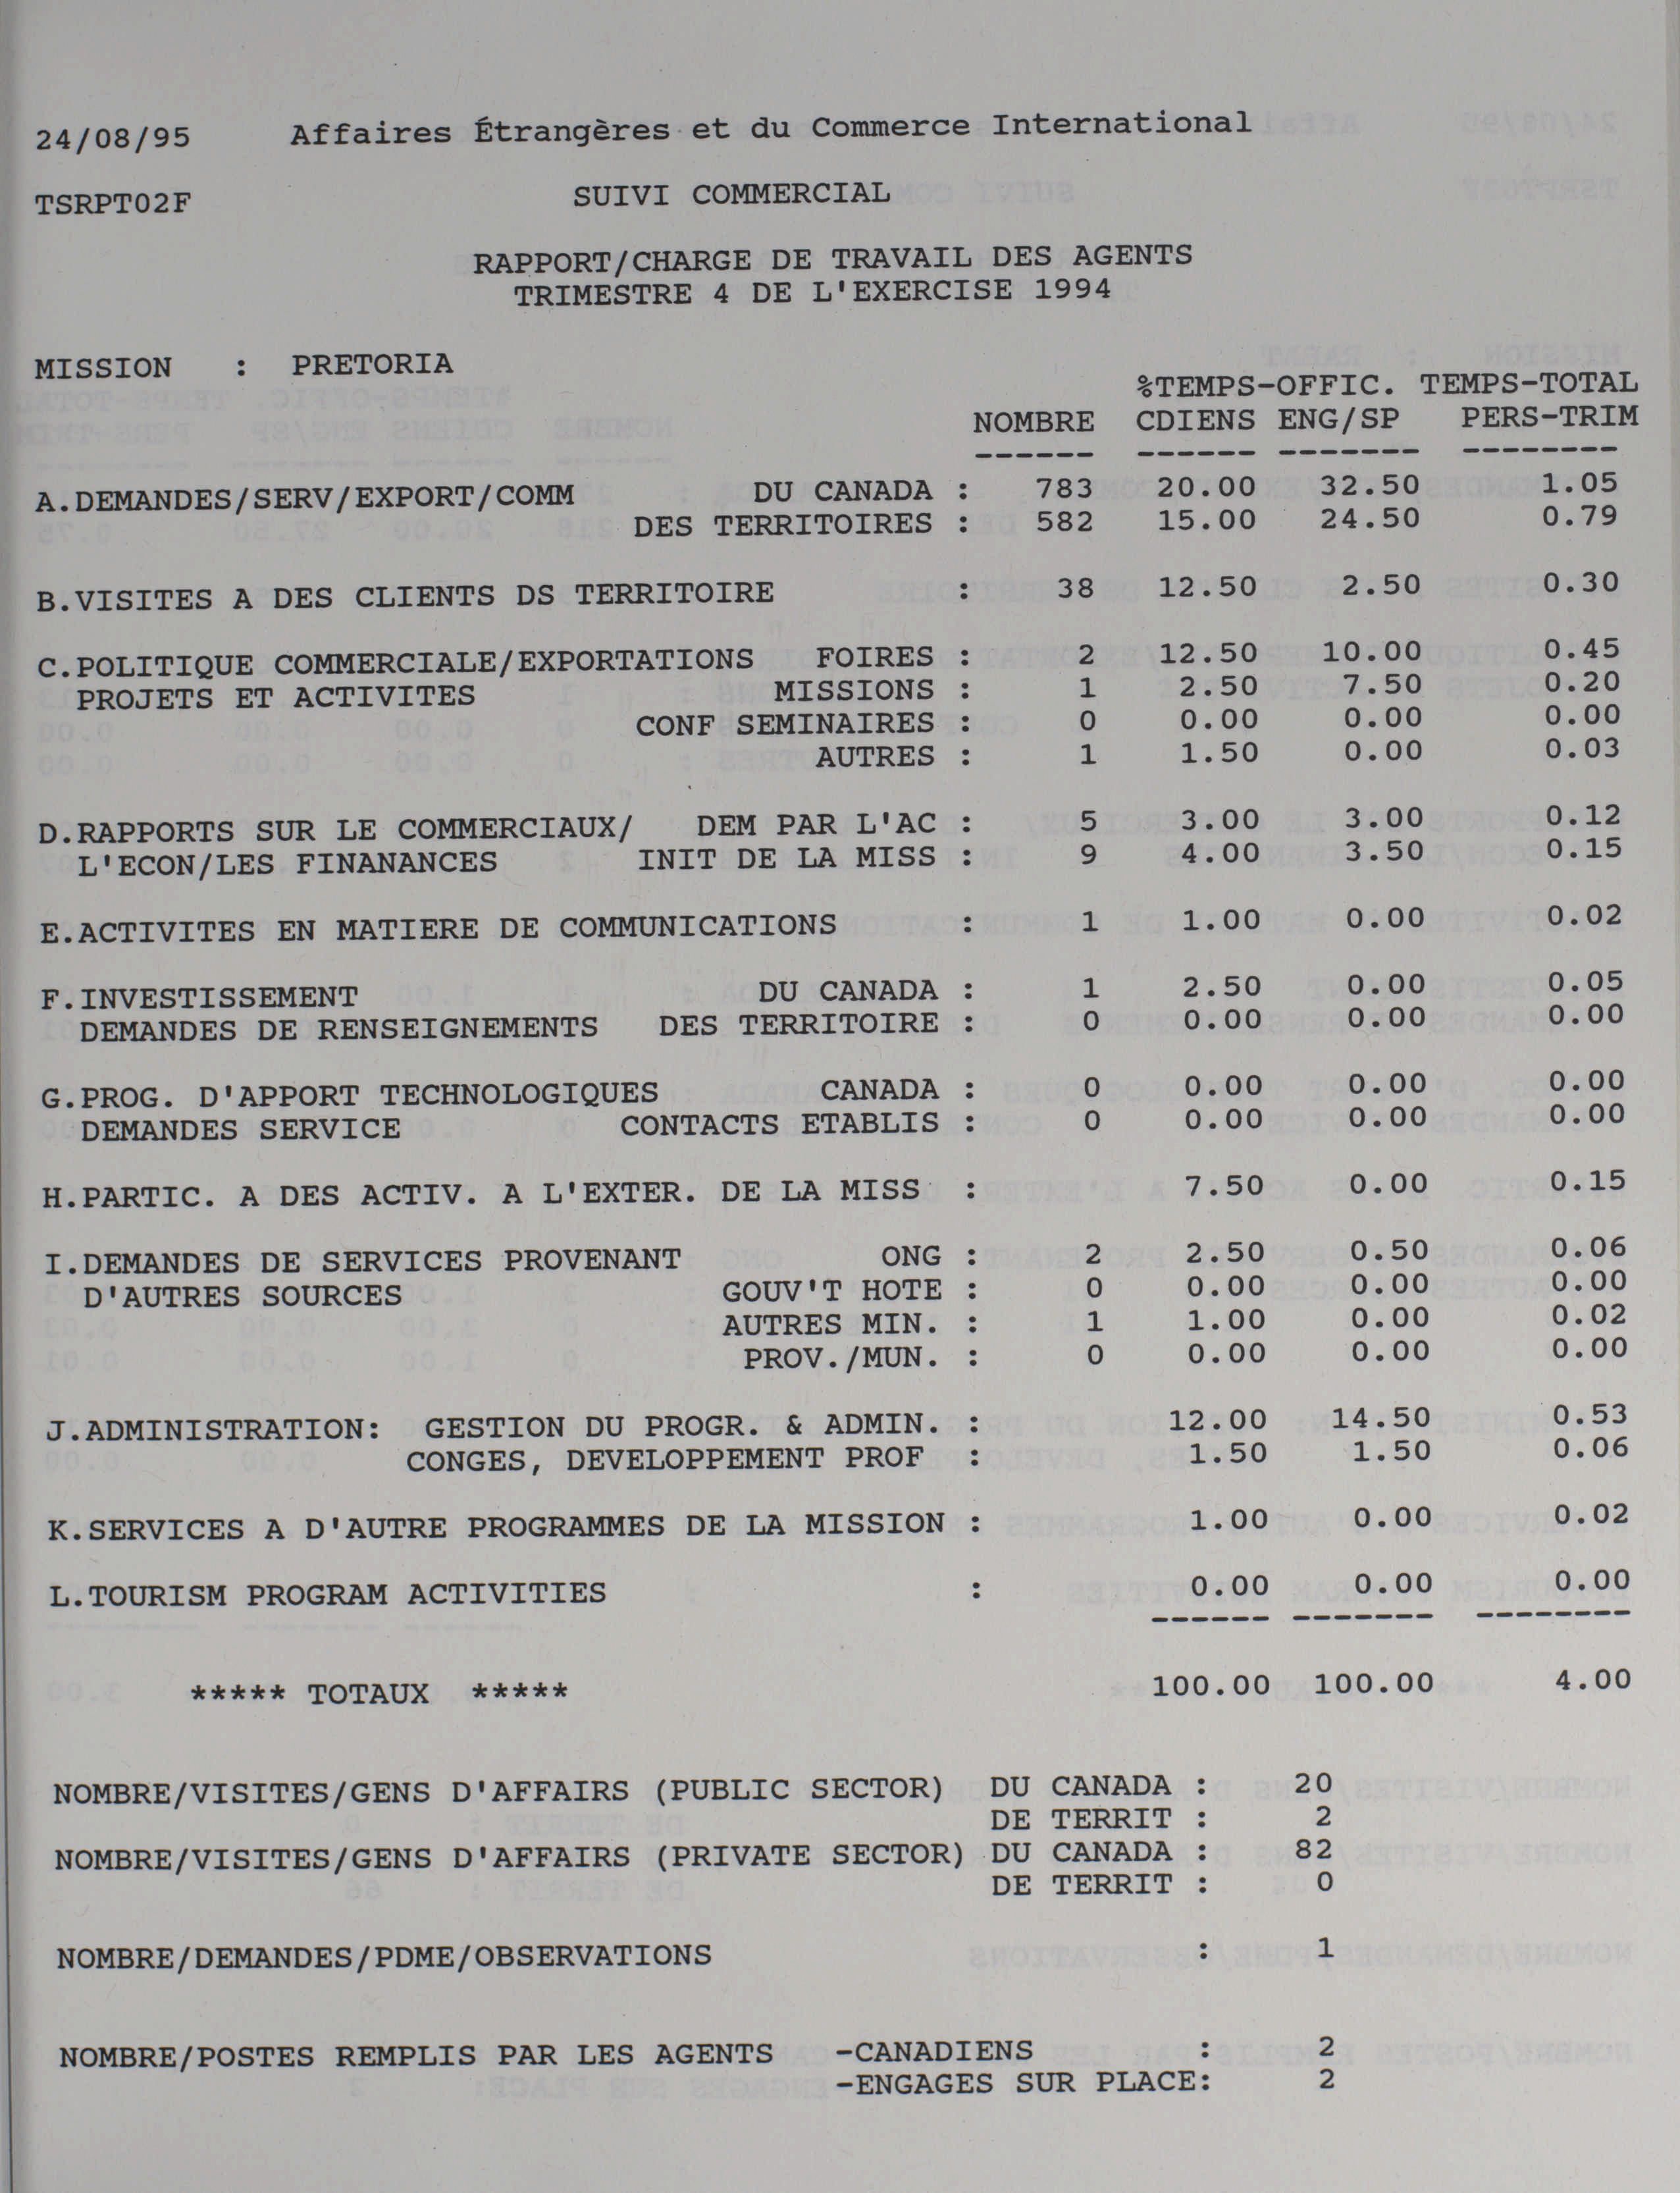 24/08/95 Affaires Étrangères et du Commerce International
TSRPT02F SUIVI COMMERCIAL
RAPPORT/CHARGE DE TRAVAIL DES AGENTS
TRIMESTRE 4 DE L'EXERCISE 1994
MISSION : PRETORIA
%TEMPS-OFFIC. TEMPS-TOTAL
NOMBRE CDIENS ENG/SP PERS-TRIM
------ ------ ------- --------
A.DEMANDES/SERV/EXPORT/COMM DU CANADA : 783 20.00 32.50 1.05
DES TERRITOIRES : 582 15.00 24.50 0.79
B.VISITES A DES CLIENTS DS TERRITOIRE : 38 12.50 2.50 0.30
C.POLITIQUE COMMERCIALE/EXPORTATIONS FOIRES : 2 12.50 10.00 0.45
PROJETS ET ACTIVITES MISSIONS : 1 2.50 7.50 0.20
CONF SEMINAIRES : 0 0.00 0.00 0.00
AUTRES : 1 1.50 0.00 0.03
D.RAPPORTS SUR LE COMMERCIAUX/ DEM PAR L'AC : 5 3.00 3.00 0.12
L'ECON/LES FINANANCES INIT DE LA MISS : 9 4.00 3.50 0.15
E.ACTIVITES EN MATIERE DE COMMUNICATIONS : 1 1.00 0.00 0.02
F.INVESTISSEMENT DU CANADA : 1 2.50 0.00 0.05
DEMANDES DE RENSEIGNEMENTS DES TERRITOIRE : 0 0.00 0.00 0.00
G.PROG. D'APPORT TECHNOLOGIQUES CANADA : 0 0.00 0.00 0.00
DEMANDES SERVICE CONTACTS ETABLIS : 0 0.00 0.00 0.00
H.PARTIC. A DES ACTIV. A L'EXTER. DE LA MISS : 7.50 0.00 0.15
I.DEMANDES DE SERVICES PROVENANT ONG : 2 2.50 0.50 0.06
D'AUTRES SOURCES GOUV'T HOTE : 0 0.00 0.00 0.00
AUTRES MIN. : 1 1.00 0.00 0.02
PROV./MUN. : 0 0.00 0.00 0.00
J.ADMINISTRATION: GESTION DU PROGR. & ADMIN. : 12.00 14.50 0.53
CONGES, DEVELOPPEMENT PROF : 1.50 1.50 0.06
K.SERVICES A D'AUTRE PROGRAMMES DE LA MISSION : 1.00 0.00 0.02
L.TOURISM PROGRAM ACTIVITIES : 0.00 0.00 0.00
------ ------- --------
***** TOTAUX ***** 100.00 100.00 4.00
NOMBRE/VISITES/GENS D'AFFAIRS (PUBLIC SECTOR) DU CANADA : 20
DE TERRIT : 2
NOMBRE/VISITES/GENS D'AFFAIRS (PRIVATE SECTOR) DU CANADA : 82
DE TERRIT : 0
NOMBRE/DEMANDES/PDME/OBSERVATIONS : 1
NOMBRE/POSTES REMPLIS PAR LES AGENTS -CANADIENS : 2
-ENGAGES SUR PLACE: 2